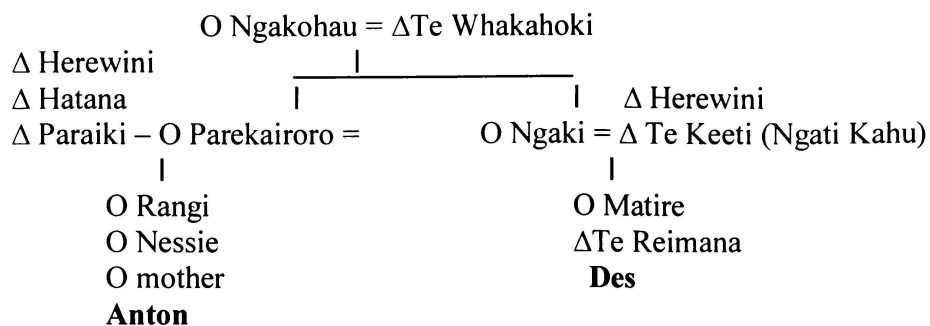 O Ngakohau = ΔTe Whakahoki
Δ Herewini
Δ Hatana
Δ Herewini
Δ Paraiki – O Parekairoro =
O Ngaki = Δ Te Keeti (Ngati Kahu)
O Rangi
O Nessie
O mother
Anton
O Matire
ΔTe Reimana
Des